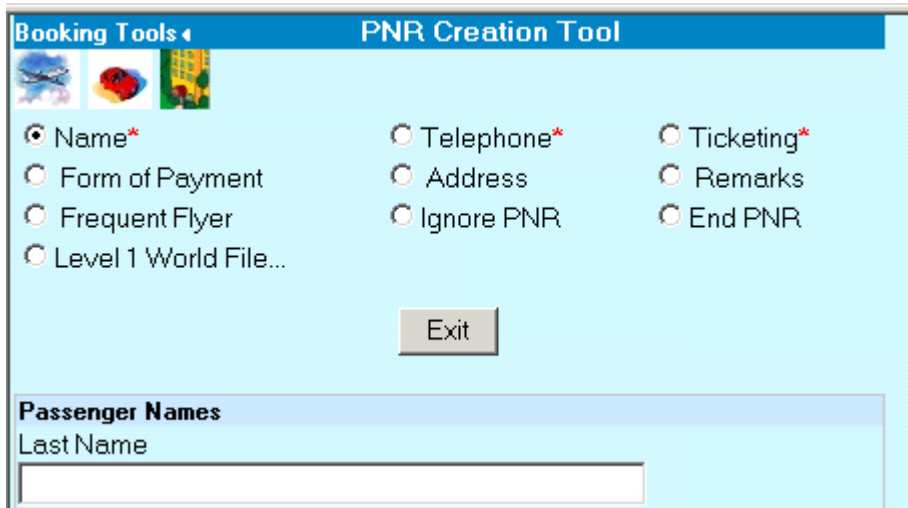 Booking Tools PNR Creation Tool
Name* Telephone* Ticketing*
Form of Payment Address Remarks
Frequent Flyer Ignore PNR End PNR
Level 1 World File...
Exit
Passenger Names
Last Name